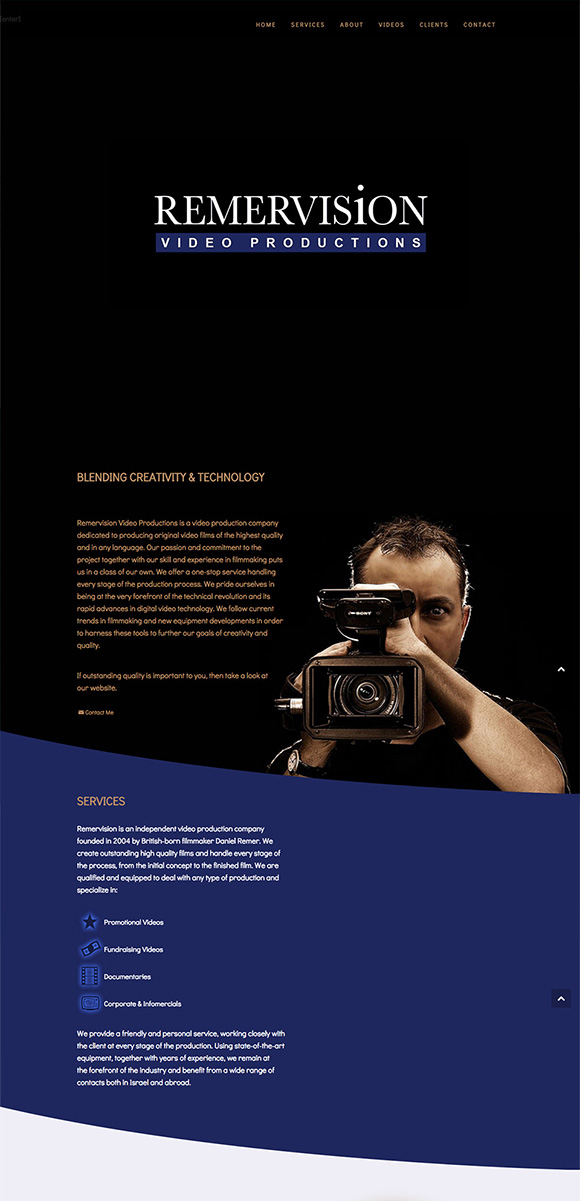 [enter]
HOME SERVICES ABOUT VIDEOS CLIENTS CONTACT
REMERVISiON
VIDEO PRODUCTIONS
BLENDING CREATIVITY & TECHNOLOGY
Remervision Video Productions is a video production company
dedicated to producing original video films of the highest quality
and in any language. Our passion and commitment to the
project together with our skill and experience in filmmaking puts
us in a class of our own. We offer a one-stop service handling
every stage of the production process. We pride ourselves in
being at the very forefront of the technical revolution and its
rapid advances in digital video technology. We follow current
trends in filmmaking and new equipment developments in order
to harness these tools to further our goals of creativity and
quality.
If outstanding quality is important to you, then take a look at
our website.
Contact Me
SONY
SERVICES
Remervision is an independent video production company
founded in 2004 by British-born filmmaker Daniel Remer. We
create outstanding high quality films and handle every stage of
the process, from the initial concept to the finished film. We are
qualified and equipped to deal with any type of production and
specialize in:
Promotional Videos
Fundraising Videos
Documentaries
Corporate & Infomercials
We provide a friendly and personal service, working closely with
the client at every stage of the production. Using state-of-the-art
equipment, together with years of experience, we remain at
the forefront of the industry and benefit from a wide range of
contacts both in Israel and abroad.